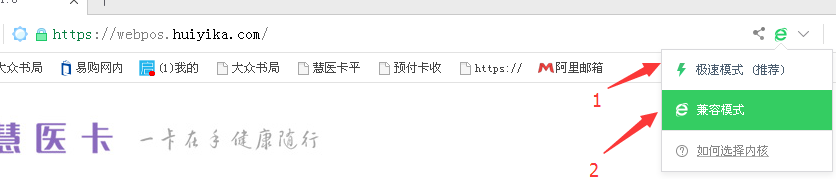 https://webpos.huiyika.com/
大众书局 易购网内 (1)我的 大众书局 慧医卡平 预付卡收 https:// 阿里邮箱
极速模式（推荐）
1
兼容模式
2
如何选择内核
慧医卡 一卡在手 健康随行